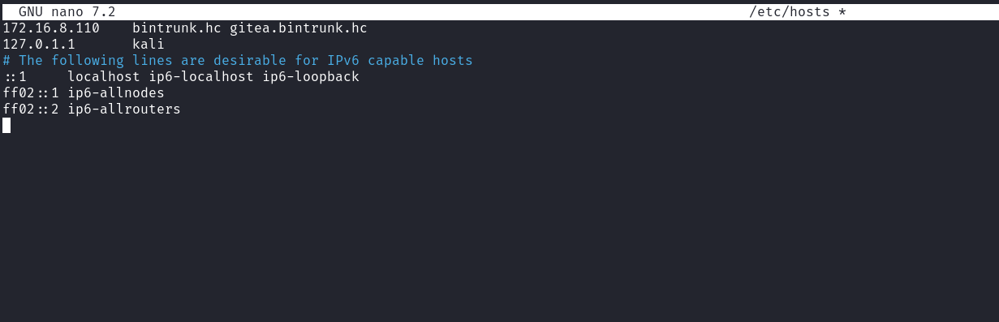 GNU nano 7.2 /etc/hosts *
172.16.8.110 bintrunk.hc gitea.bintrunk.hc
127.0.1.1 kali
# The following lines are desirable for IPv6 capable hosts
::1 localhost ip6-localhost ip6-loopback
ff02::1 ip6-allnodes
ff02::2 ip6-allrouters